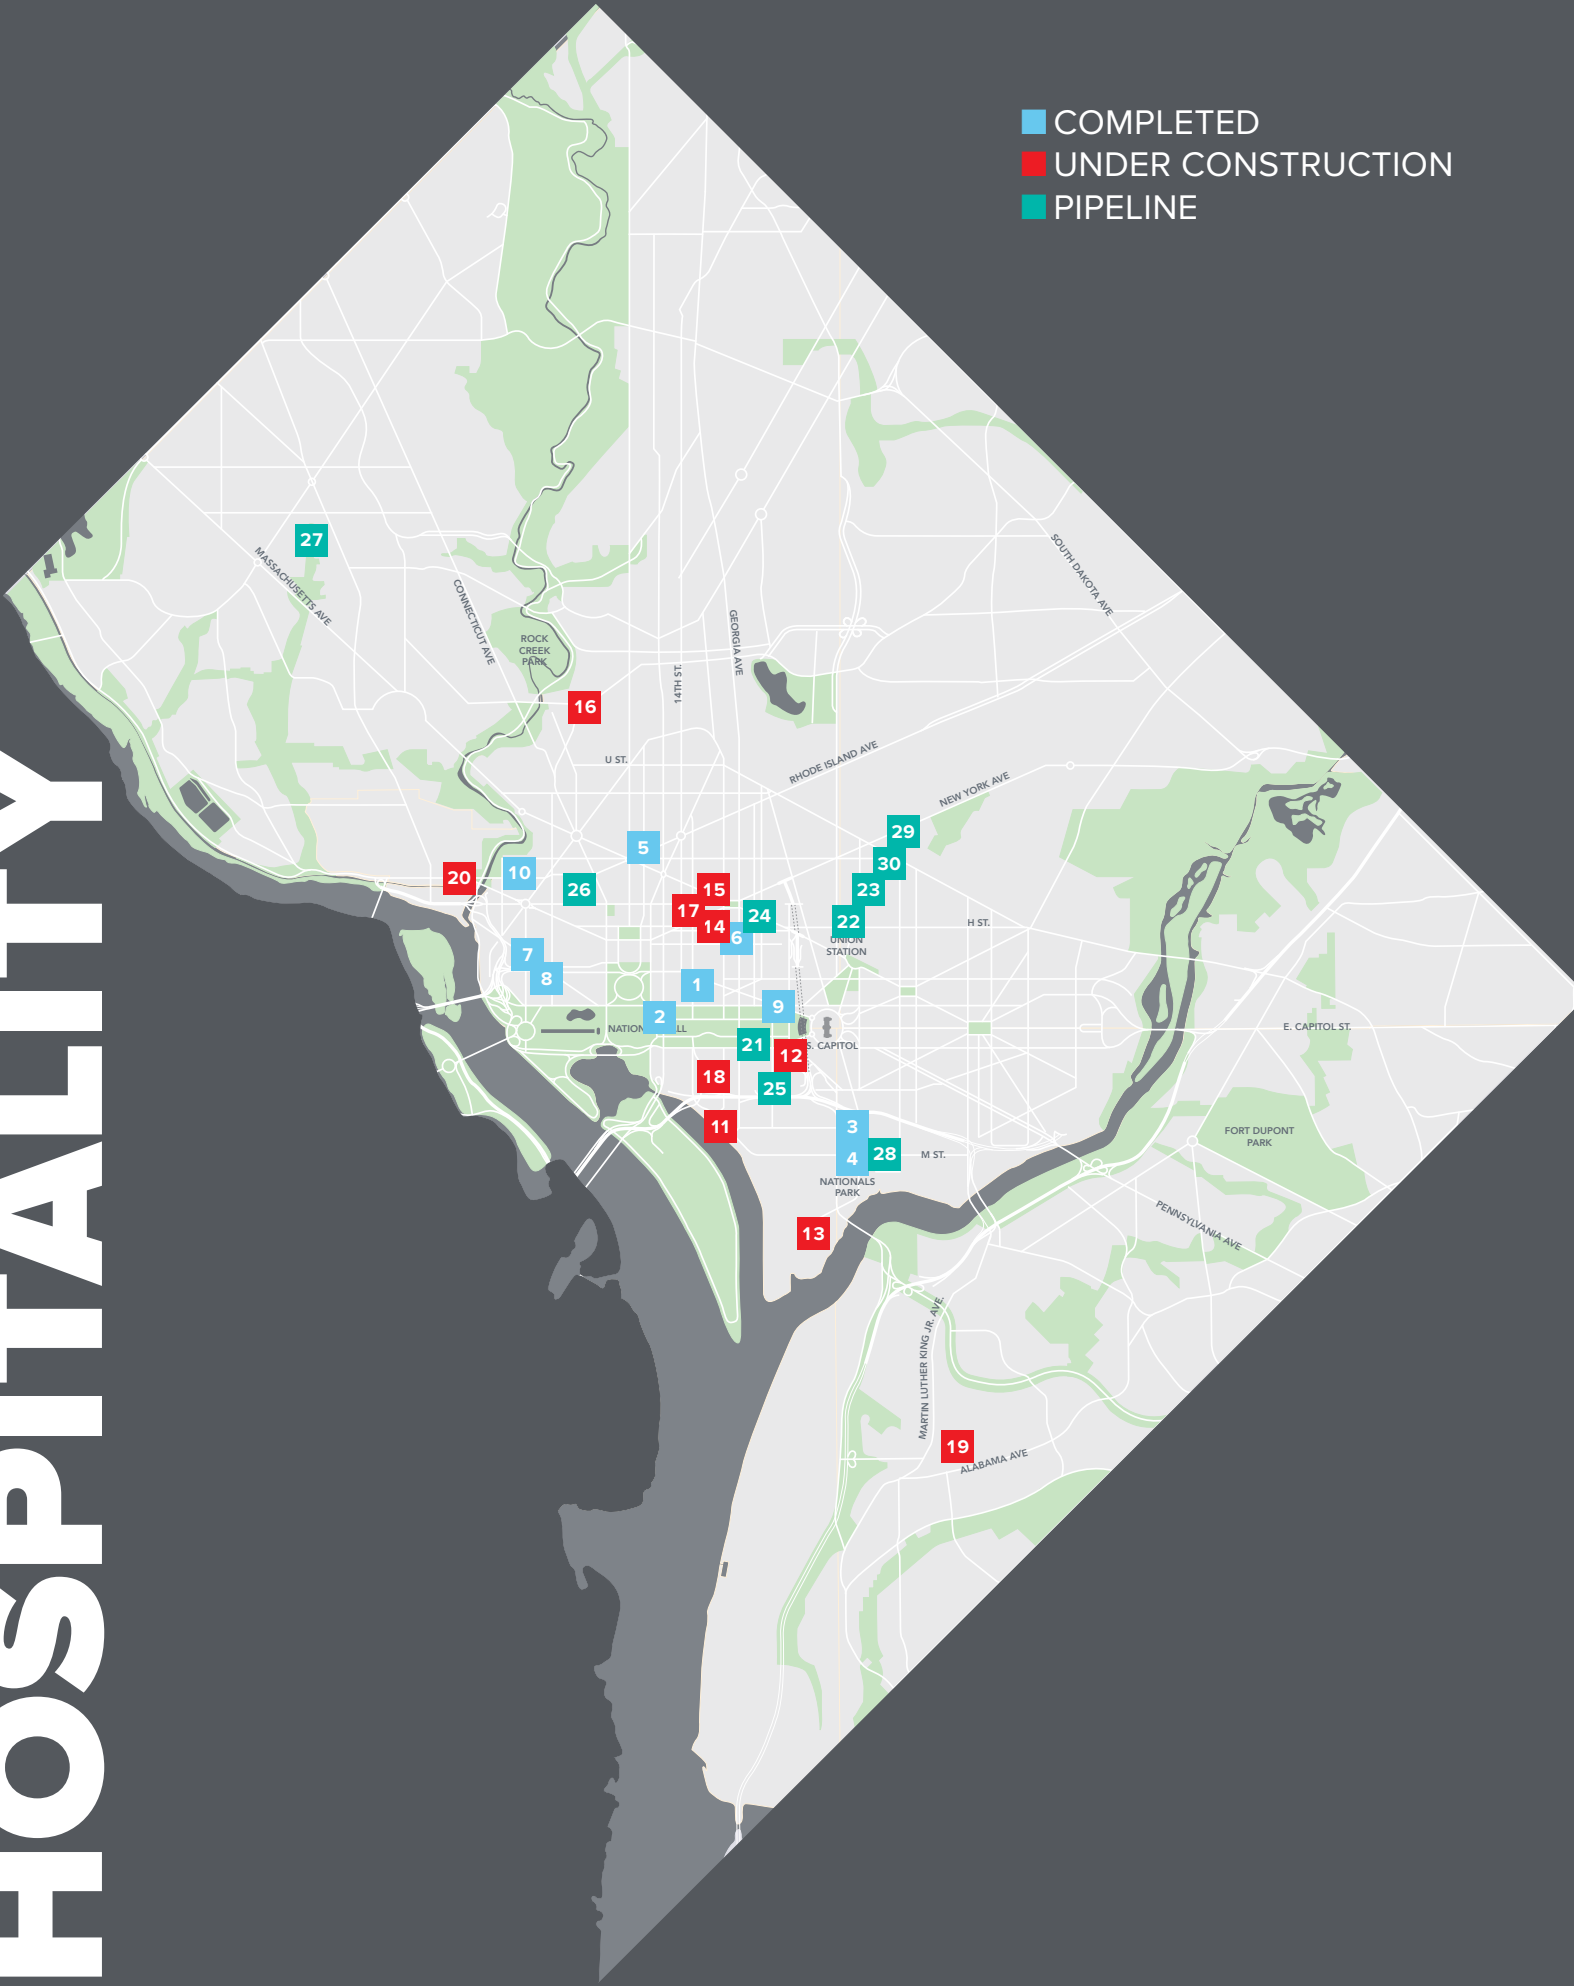 HOSPITALITY
COMPLETED
UNDER CONSTRUCTION
PIPELINE
27
MASSACHUSETTS AVE
CONNECTICUT AVE
ROCK
CREEK
PARK
SOUTH DAKOTA AVE
GEORGIA AVE
14TH ST.
16
U ST.
RHODE ISLAND AVE
NEW YORK AVE
29
5
30
10
20
26
15
23
17
24
14
6
22
H ST.
UNION
STATION
7
8
1
9
2
E. CAPITOL ST.
21
S. CAPITOL
12
18
25
11
3
4
28
M ST.
FORT DUPONT
PARK
NATIONALS
PARK
PENNSYLVANIA AVE
13
MARTIN LUTHER KING JR. AVE.
19
ALABAMA AVE